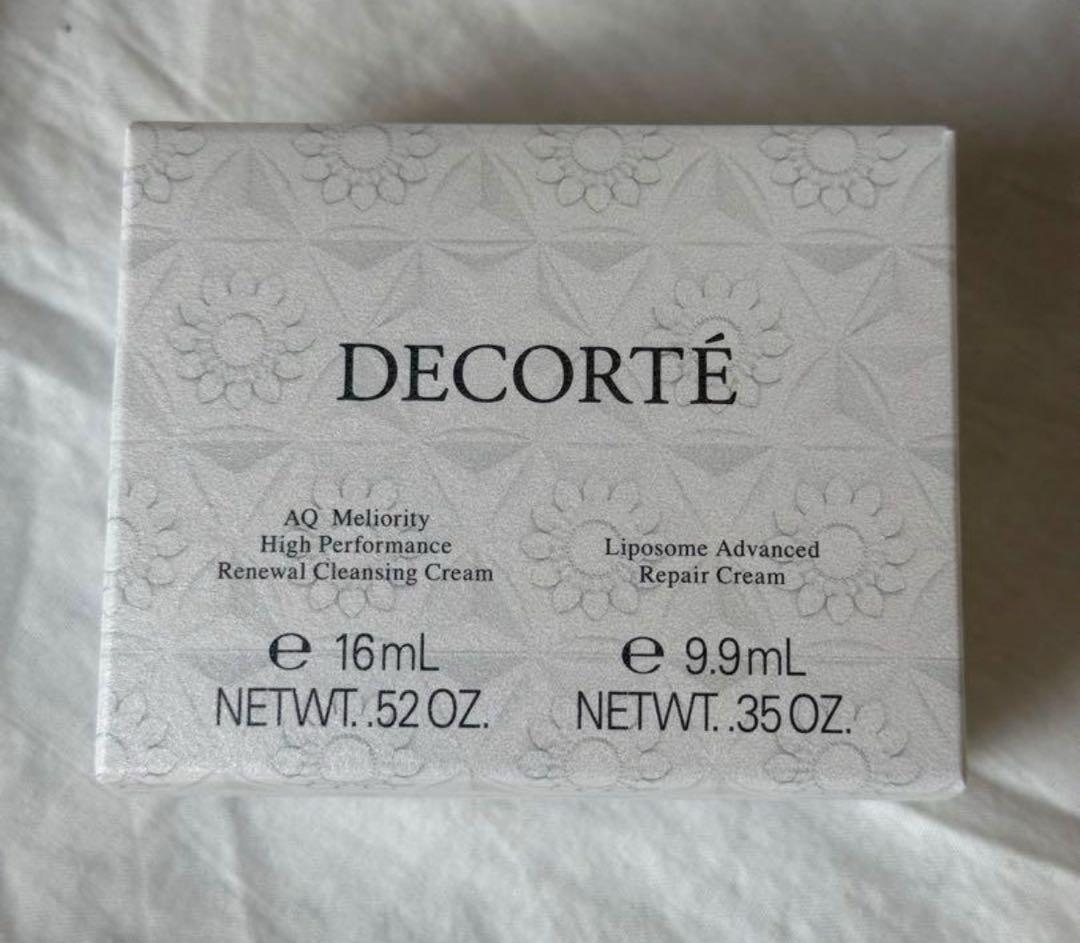 DECORTÉ
AQ Meliority
High Performance
Renewal Cleansing Cream
℮ 16mL
NETWT. .52 OZ.
Liposome Advanced
Repair Cream
℮ 9.9mL
NETWT. .35 OZ.